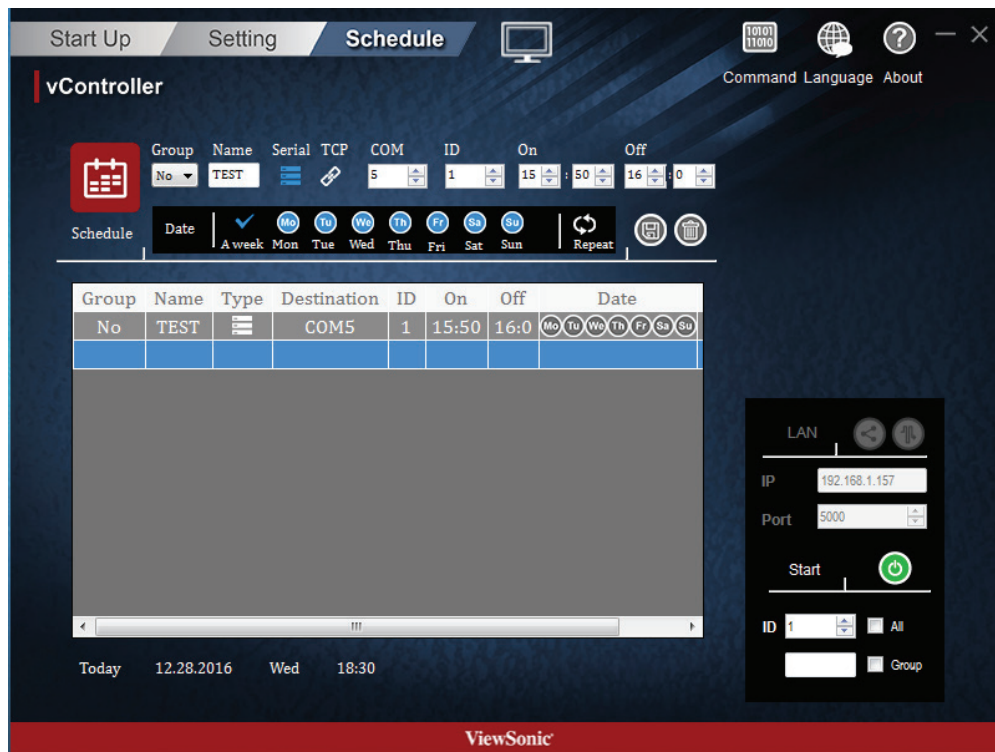 Start Up Setting Schedule
10101
11010
Command Language About
vController
Group Name Serial TCP COM ID On Off
No TEST 5 1 15 : 50 16 : 0
Schedule
Date A week Mo Mon Tu Tue We Wed Th Thu Fr Fri Sa Sat Su Sun Repeat
Group Name Type Destination ID On Off Date
No TEST COM5 1 15:50 16:0 Mo Tu We Th Fr Sa Su
LAN
IP 192.168.1.157
Port 5000
Start
ID 1 All
Group
Today 12.28.2016 Wed 18:30
ViewSonic